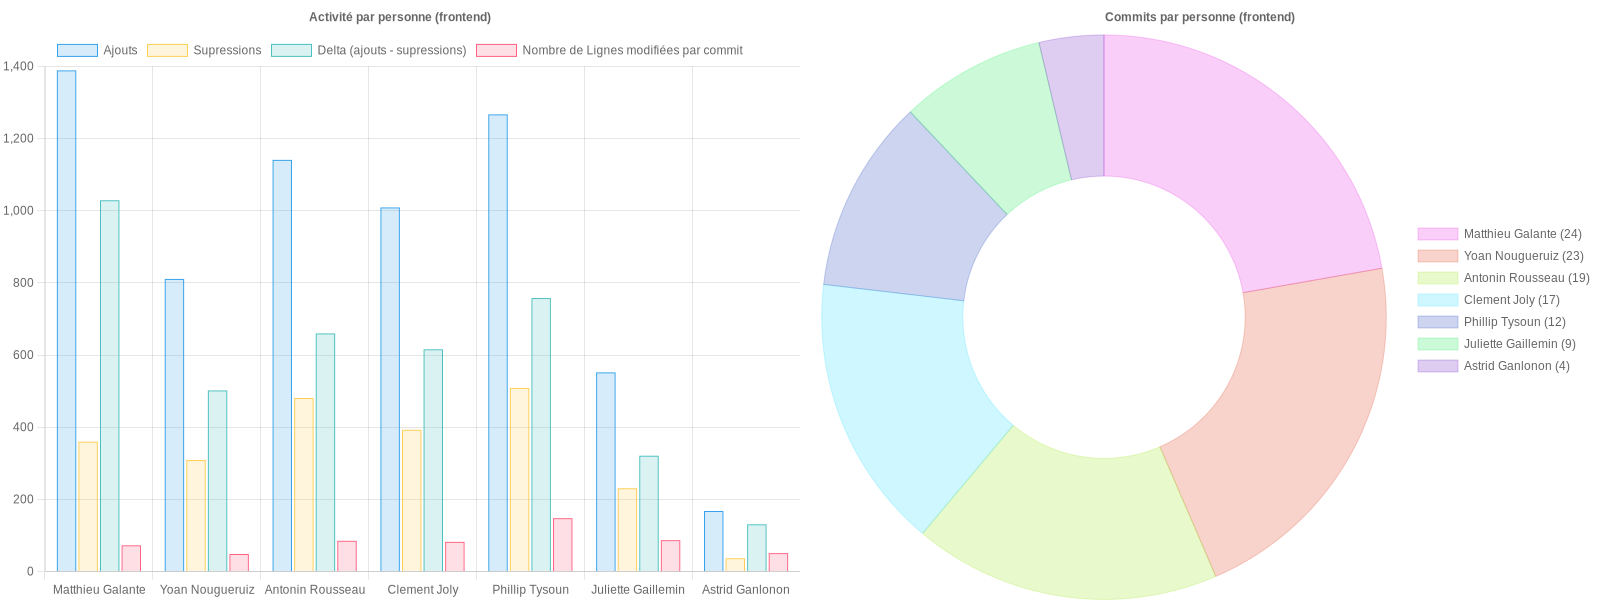 Activité par personne (frontend)
Ajouts
Supressions
Delta (ajouts - supressions)
Nombre de Lignes modifiées par commit
1,400
1,200
1,000
800
600
400
200
0
Matthieu Galante
Yoan Nougueruiz
Antonin Rousseau
Clement Joly
Phillip Tysoun
Juliette Gaillemin
Astrid Ganlonon
Commits par personne (frontend)
Matthieu Galante (24)
Yoan Nougueruiz (23)
Antonin Rousseau (19)
Clement Joly (17)
Phillip Tysoun (12)
Juliette Gaillemin (9)
Astrid Ganlonon (4)